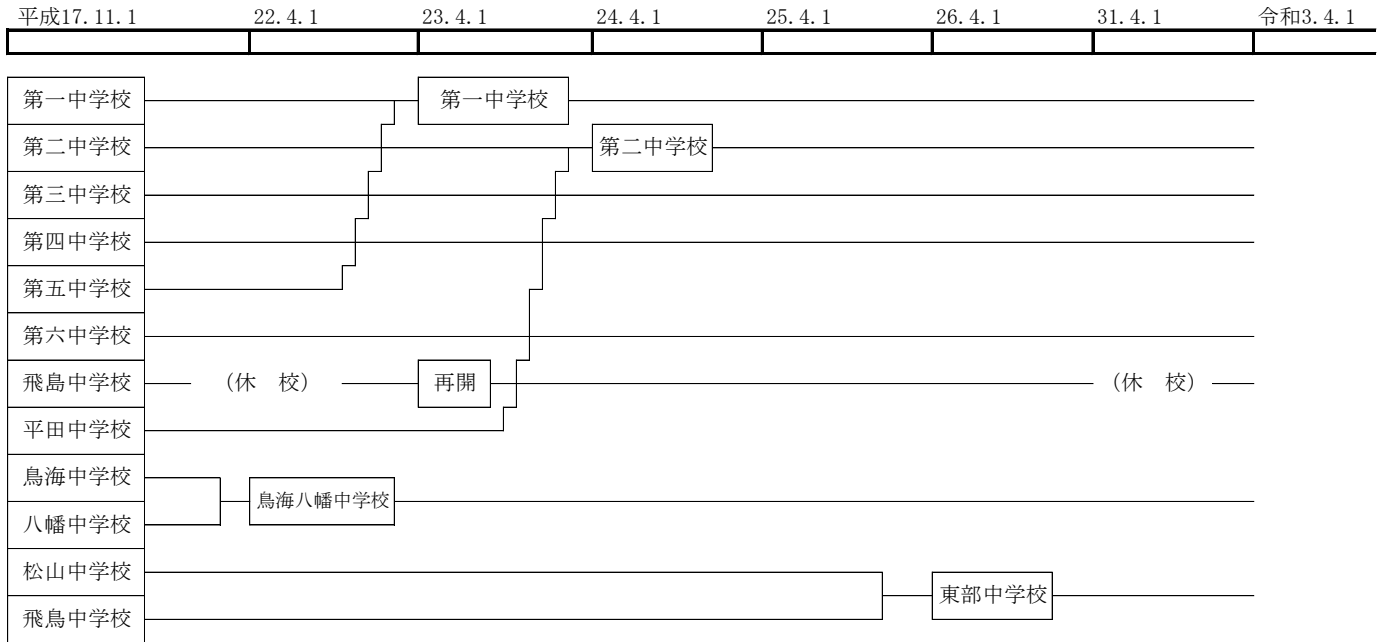 平成17.11.1 22.4.1 23.4.1 24.4.1 25.4.1 26.4.1 31.4.1 令和3.4.1
第一中学校 第一中学校
第二中学校 第二中学校
第三中学校
第四中学校
第五中学校
第六中学校
飛島中学校 (休 校) 再開 (休 校)
平田中学校
鳥海中学校
鳥海八幡中学校
八幡中学校
松山中学校
東部中学校
飛鳥中学校